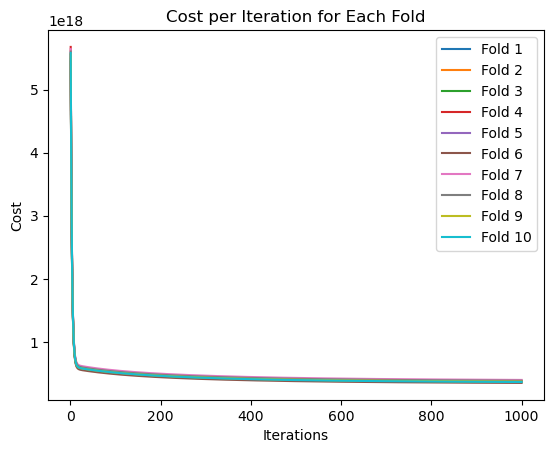 Cost per Iteration for Each Fold
1e18
5
4
3
2
1
Cost
0
200
400
600
800
1000
Iterations
Fold 1
Fold 2
Fold 3
Fold 4
Fold 5
Fold 6
Fold 7
Fold 8
Fold 9
Fold 10